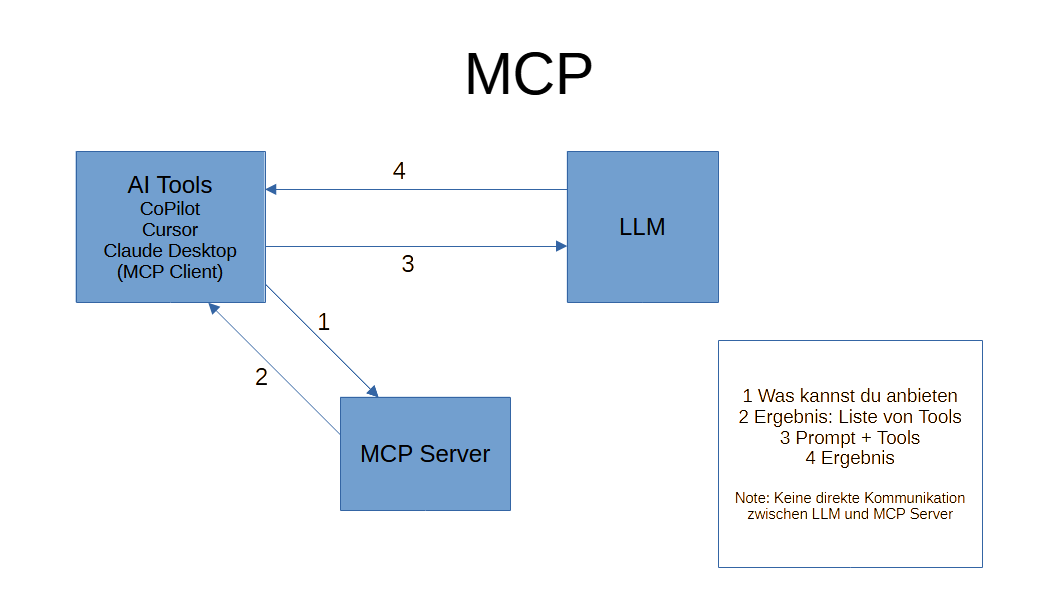 MCP
AI Tools
CoPilot
Cursor
Claude Desktop
(MCP Client)
4
3
LLM
1
2
MCP Server
1 Was kannst du anbieten
2 Ergebnis: Liste von Tools
3 Prompt + Tools
4 Ergebnis
Note: Keine direkte Kommunikation
zwischen LLM und MCP Server